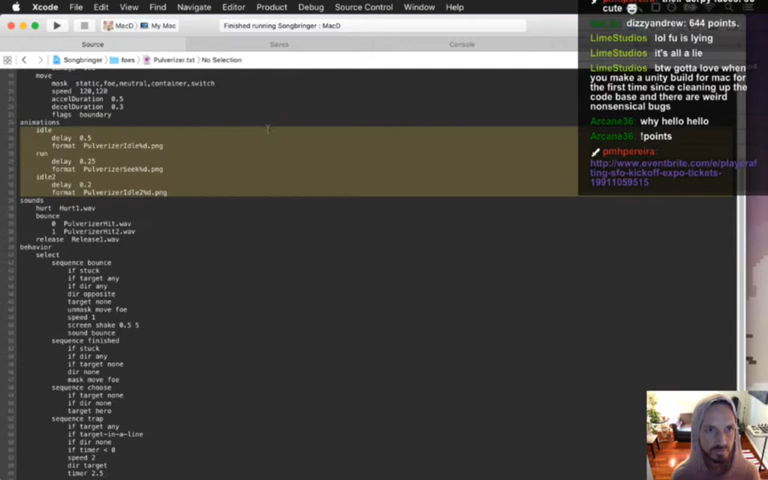 Xcode File Edit View Find Navigate Editor Product Debug Source Control Window Help
MacD My Mac Finished running Songbringer : MacD
Source Saves Console
Songbringer foes Pulverizer.txt No Selection
move
mask static,foe,neutral,container,switch
speed 120,120
accelDuration 0.5
decelDuration 0.3
flags boundary
animations
idle
delay 0.5
format PulverizerIdle%d.png
run
delay 0.25
format PulverizerSeek%d.png
idle2
delay 0.2
format PulverizerIdle2%d.png
sounds
hurt Hurt1.wav
bounce
0 PulverizerHit.wav
1 PulverizerHit2.wav
release Release1.wav
behavior
select
sequence bounce
if stuck
if target any
if dir any
dir opposite
target none
unmask move foe
speed 1
screen shake 0.5 5
sound bounce
sequence finished
if stuck
if dir any
if target none
dir none
mask move foe
sequence choose
if target none
if dir none
target hero
sequence trap
if target any
if target-in-a-line
if dir none
if timer < 0
speed 2
dir target
timer 2.5
cute
dizzyandrew: 644 points.
LimeStudios lol fu is lying
LimeStudios it's all a lie
LimeStudios btw gotta love when
you make a unity build for mac for
the first time since cleaning up the
code base and there are weird
nonsensical bugs
Arcane36: why hello hello
Arcane36: !points
pmhpereira:
http://www.eventbrite.com/e/playcraf
ting-sfo-kickoff-expo-tickets-
19911059515